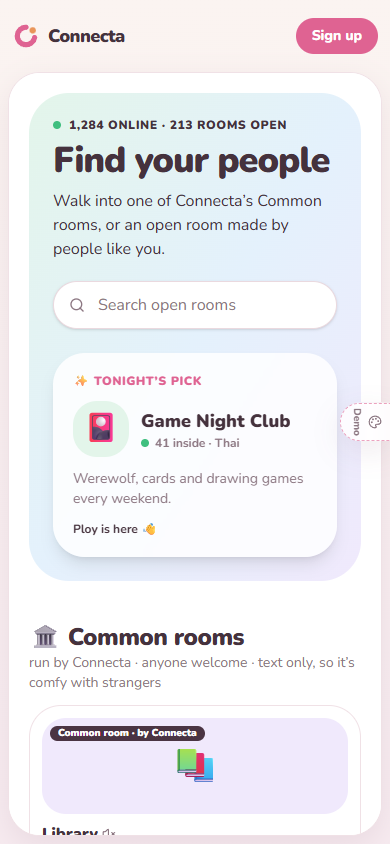 Connecta
Sign up
1,284 ONLINE · 213 ROOMS OPEN
Find your people
Walk into one of Connecta's Common
rooms, or an open room made by
people like you.
Search open rooms
✨ TONIGHT'S PICK
Game Night Club
41 inside · Thai
Werewolf, cards and drawing games
every weekend.
Ploy is here 👋
Demo
🏛️ Common rooms
run by Connecta · anyone welcome · text only, so it's
comfy with strangers
Common room · by Connecta
Library